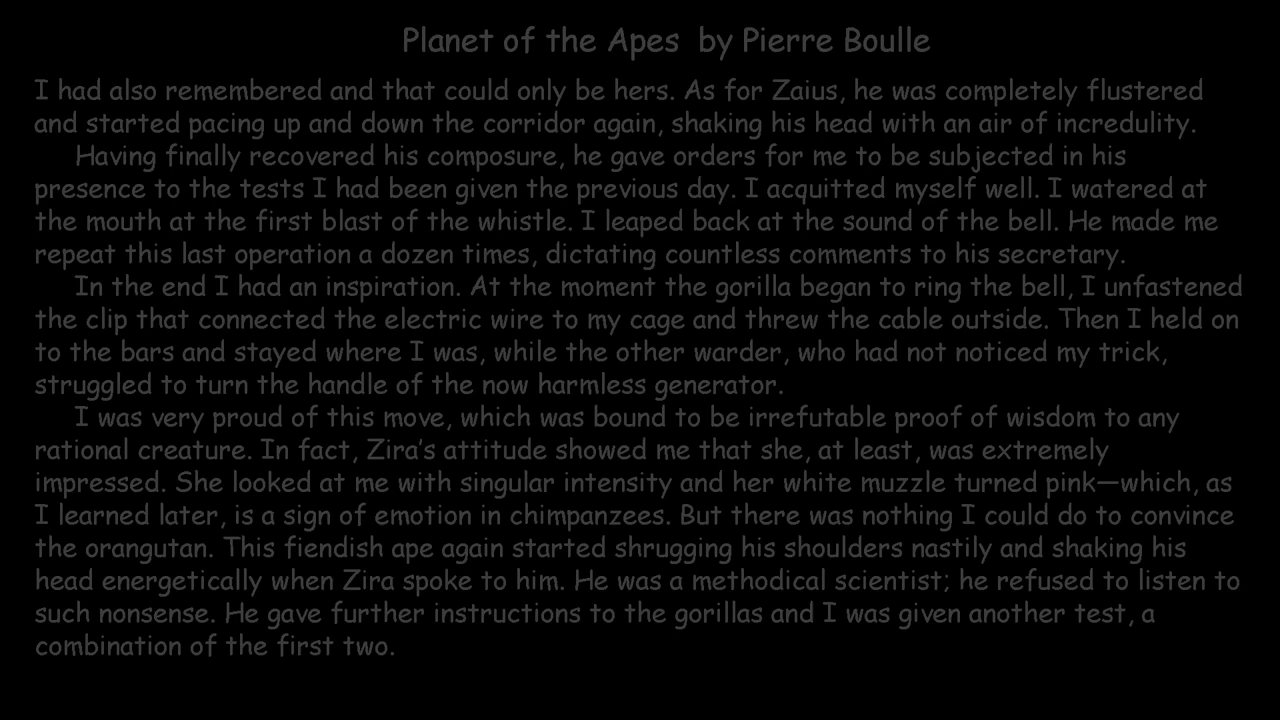 Planet of the Apes  by Pierre Boulle
I had also remembered and that could only be hers. As for Zaius, he was completely flustered
and started pacing up and down the corridor again, shaking his head with an air of incredulity.
Having finally recovered his composure, he gave orders for me to be subjected in his
presence to the tests I had been given the previous day. I acquitted myself well. I watered at
the mouth at the first blast of the whistle. I leaped back at the sound of the bell. He made me
repeat this last operation a dozen times, dictating countless comments to his secretary.
In the end I had an inspiration. At the moment the gorilla began to ring the bell, I unfastened
the clip that connected the electric wire to my cage and threw the cable outside. Then I held on
to the bars and stayed where I was, while the other warder, who had not noticed my trick,
struggled to turn the handle of the now harmless generator.
I was very proud of this move, which was bound to be irrefutable proof of wisdom to any
rational creature. In fact, Zira's attitude showed me that she, at least, was extremely
impressed. She looked at me with singular intensity and her white muzzle turned pink—which, as
I learned later, is a sign of emotion in chimpanzees. But there was nothing I could do to convince
the orangutan. This fiendish ape again started shrugging his shoulders nastily and shaking his
head energetically when Zira spoke to him. He was a methodical scientist; he refused to listen to
such nonsense. He gave further instructions to the gorillas and I was given another test, a
combination of the first two.